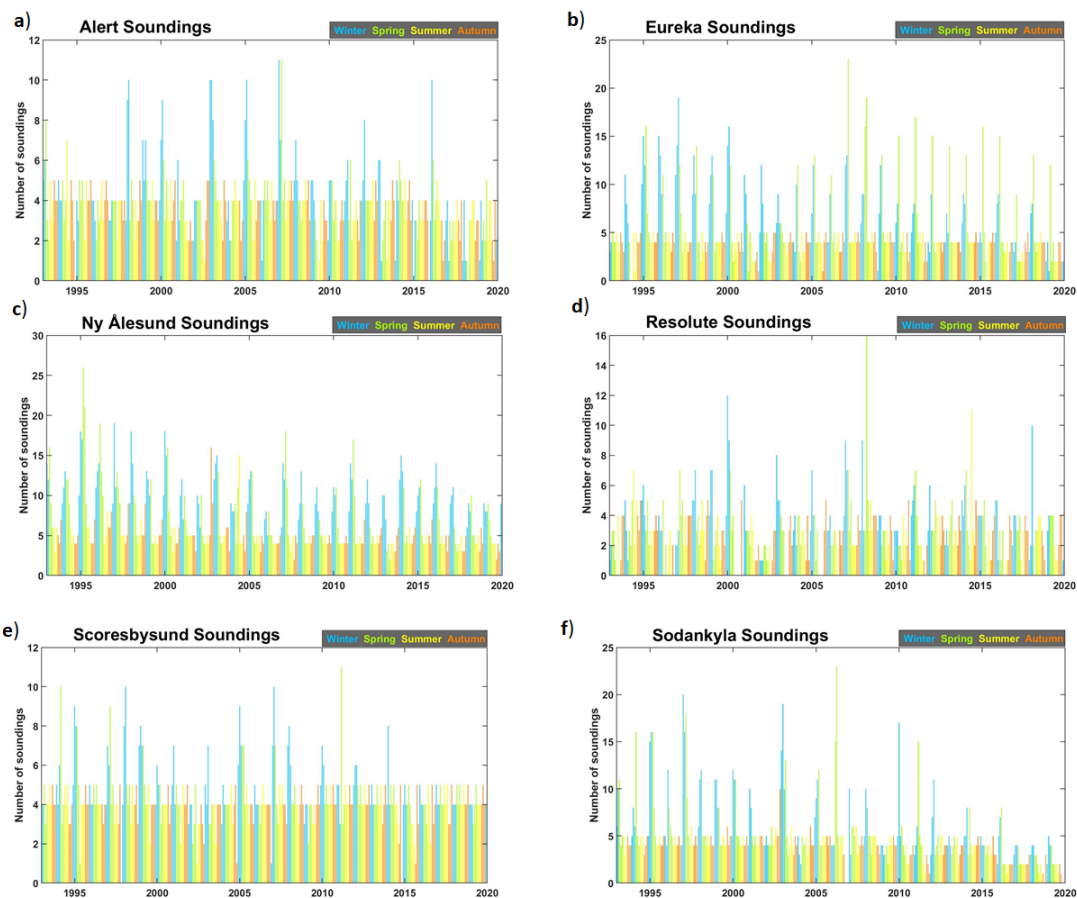 a) Alert Soundings
Winter Spring Summer Autumn
Number of soundings
12
10
8
6
4
2
0
1995 2000 2005 2010 2015 2020
b) Eureka Soundings
Winter Spring Summer Autumn
Number of soundings
25
20
15
10
5
0
1995 2000 2005 2010 2015 2020
c) Ny Ålesund Soundings
Winter Spring Summer Autumn
Number of soundings
30
25
20
15
10
5
0
1995 2000 2005 2010 2015 2020
d) Resolute Soundings
Winter Spring Summer Autumn
Number of soundings
16
14
12
10
8
6
4
2
0
1995 2000 2005 2010 2015 2020
e) Scoresbysund Soundings
Winter Spring Summer Autumn
Number of soundings
12
10
8
6
4
2
0
1995 2000 2005 2010 2015 2020
f) Sodankyla Soundings
Winter Spring Summer Autumn
Number of soundings
25
20
15
10
5
0
1995 2000 2005 2010 2015 2020